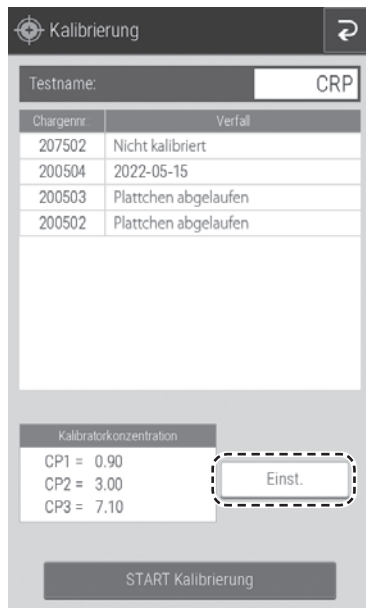 Kalibrierung
Testname: CRP
Chargennr.: Verfall
207502 Nicht kalibriert
200504 2022-05-15
200503 Plattchen abgelaufen
200502 Plattchen abgelaufen
Kalibratorkonzentration
CP1 = 0.90
CP2 = 3.00
CP3 = 7.10
Einst.
START Kalibrierung